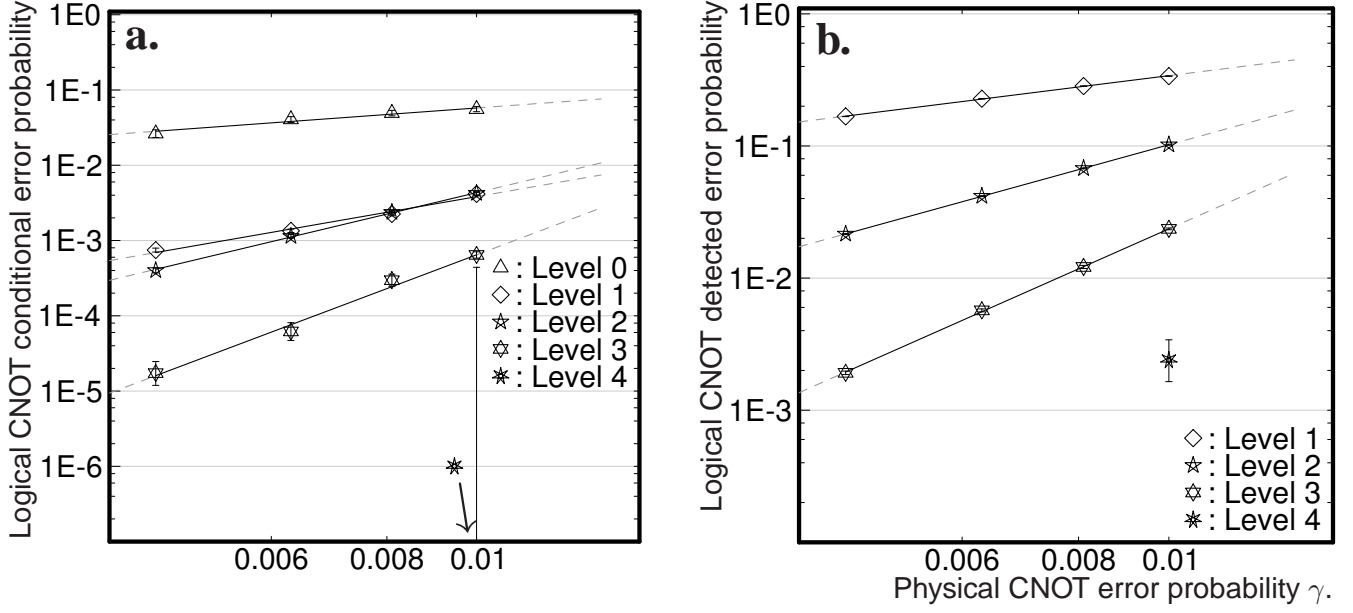 Logical CNOT conditional error probability
1E0
1E-1
1E-2
1E-3
1E-4
1E-5
1E-6
a.
: Level 0
: Level 1
: Level 2
: Level 3
: Level 4
0.006
0.008
0.01
Logical CNOT detected error probability
1E0
1E-1
1E-2
1E-3
b.
: Level 1
: Level 2
: Level 3
: Level 4
0.006
0.008
0.01
Physical CNOT error probability γ.